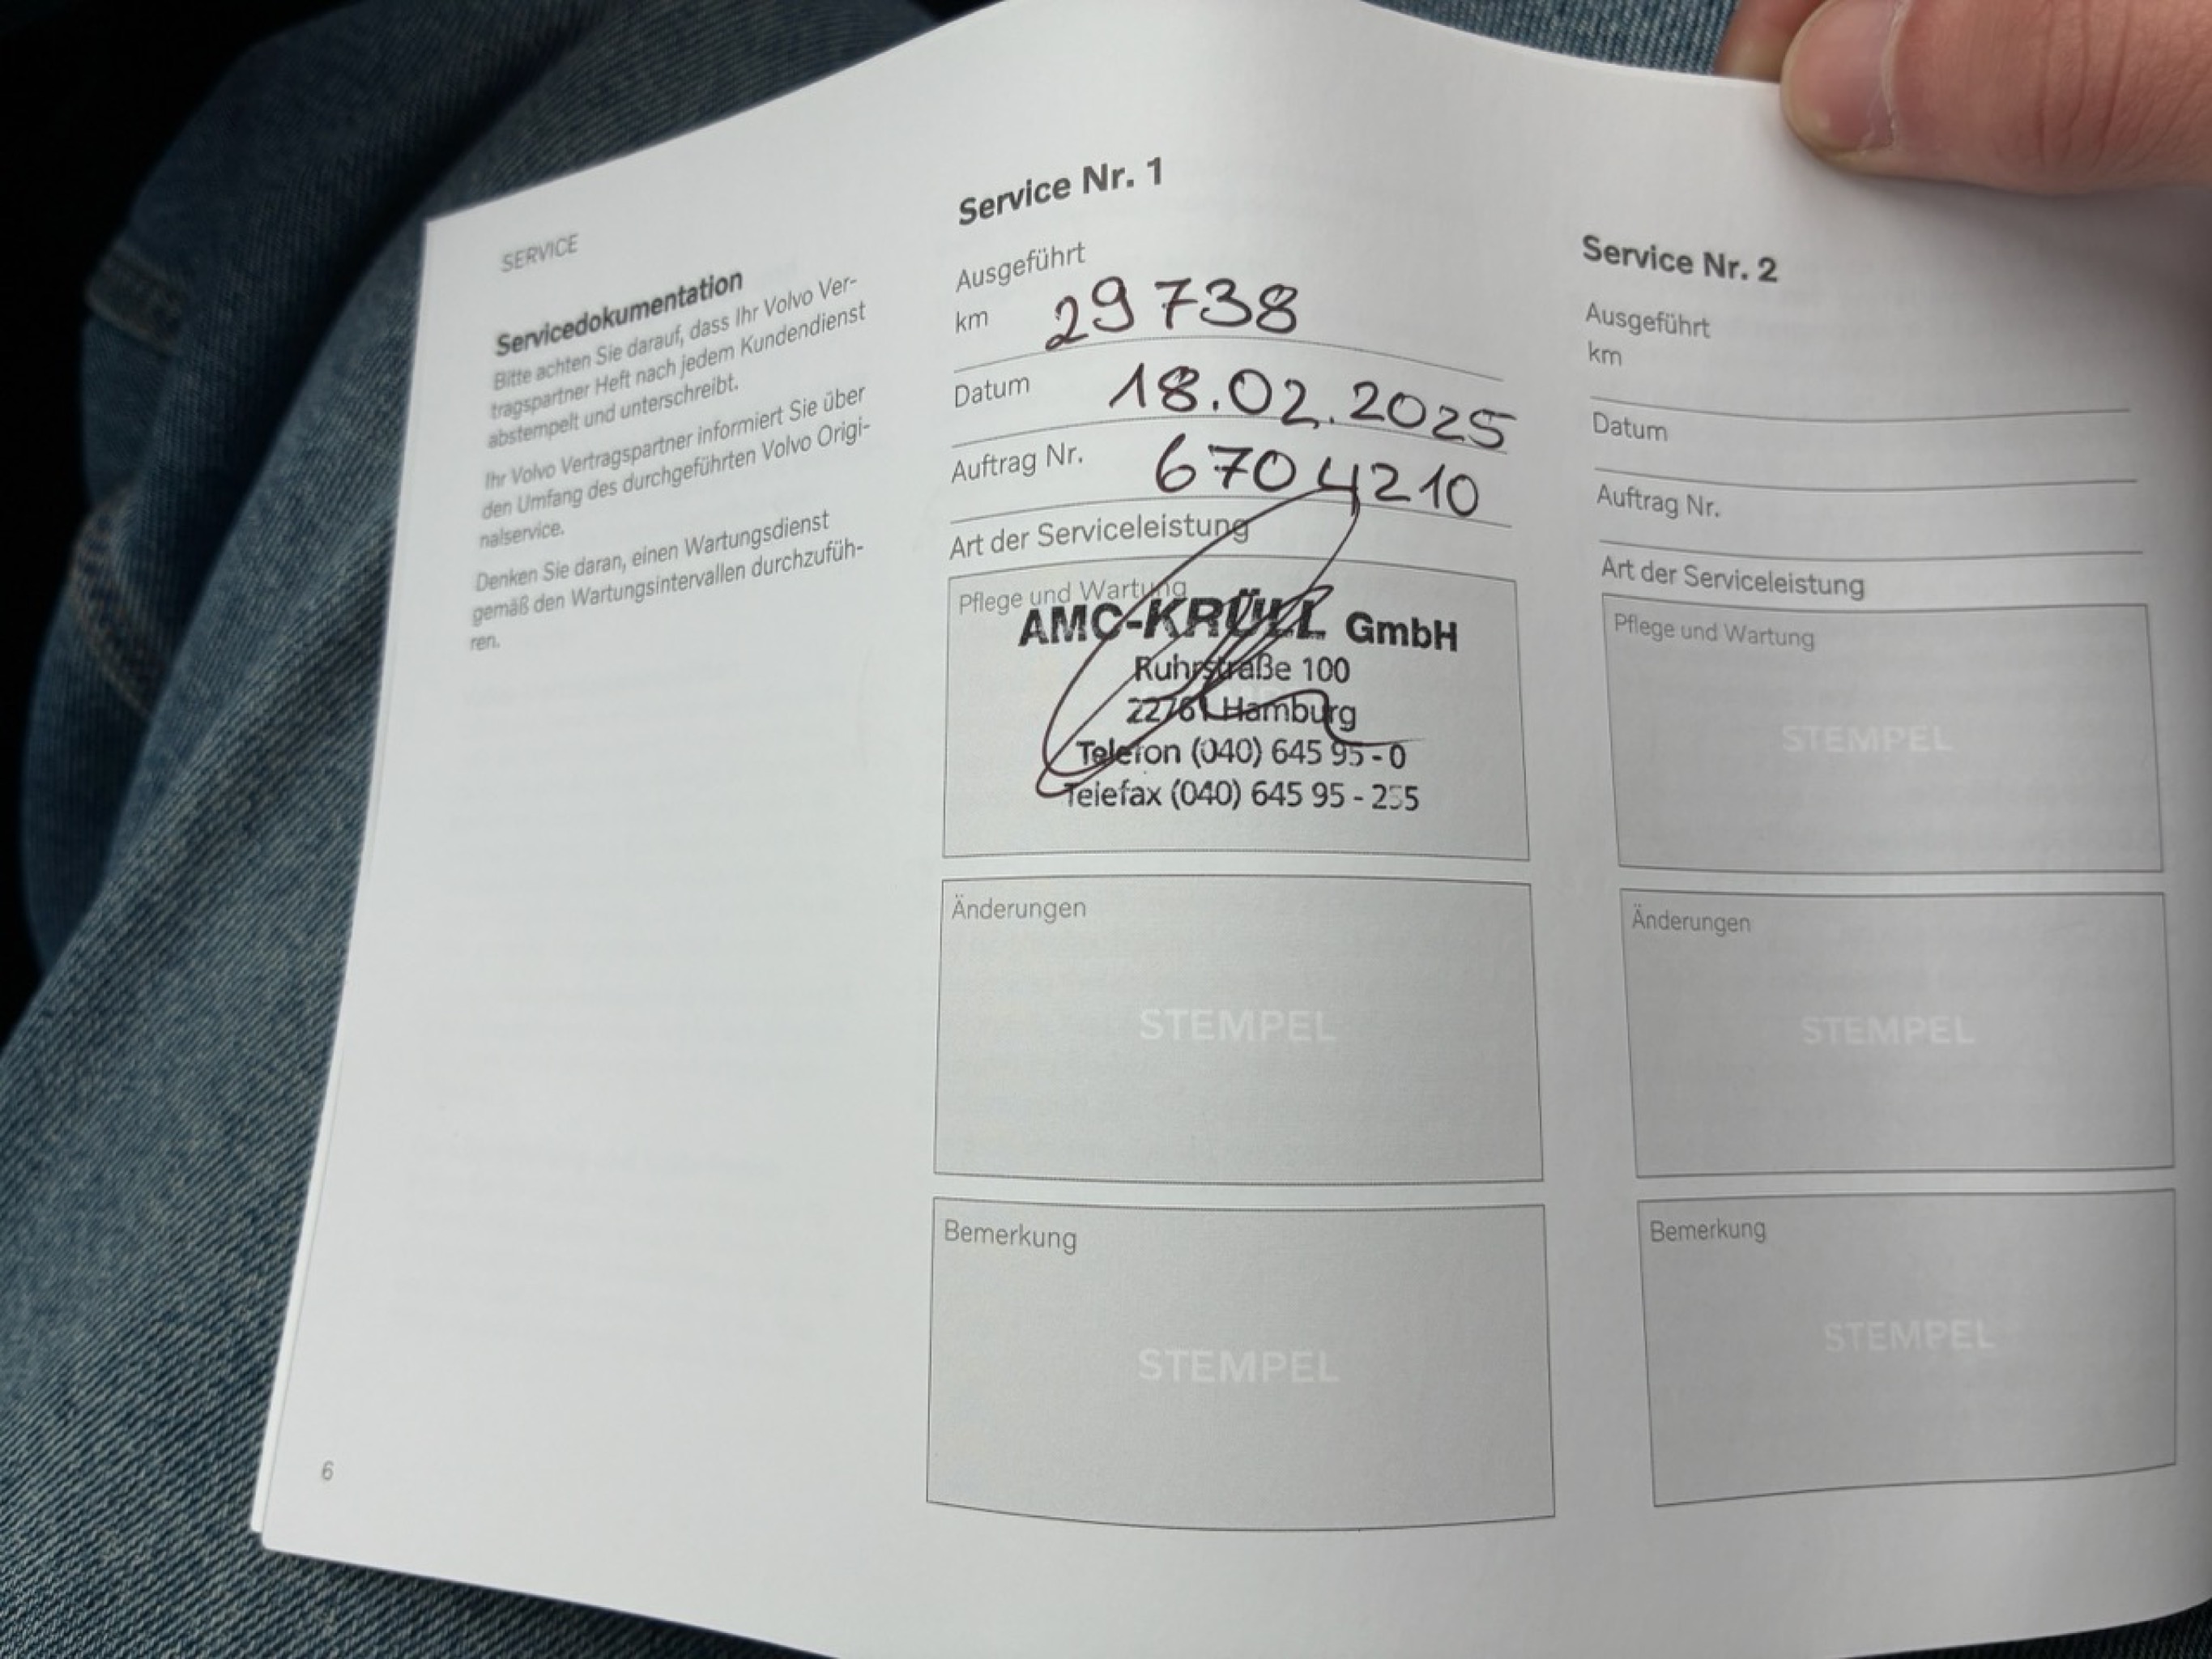 SERVICE
Servicedokumentation
Bitte achten Sie darauf, dass Ihr Volvo Ver-
tragspartner Heft nach jedem Kundendienst
abstempelt und unterschreibt.
Ihr Volvo Vertragspartner informiert Sie über
den Umfang des durchgeführten Volvo Origi-
nalservice.
Denken Sie daran, einen Wartungsdienst
gemäß den Wartungsintervallen durchzufüh-
ren.
6
Service Nr. 1
Ausgeführt
km 29738
Datum 18.02.2025
Auftrag Nr. 6704210
Art der Serviceleistung
Pflege und Wartung
AMC-KRÜLL GmbH
Ruhrstraße 100
22761 Hamburg
Telefon (040) 645 95 - 0
Telefax (040) 645 95 - 255
Änderungen
STEMPEL
Bemerkung
STEMPEL
Service Nr. 2
Ausgeführt
km
Datum
Auftrag Nr.
Art der Serviceleistung
Pflege und Wartung
STEMPEL
Änderungen
STEMPEL
Bemerkung
STEMPEL